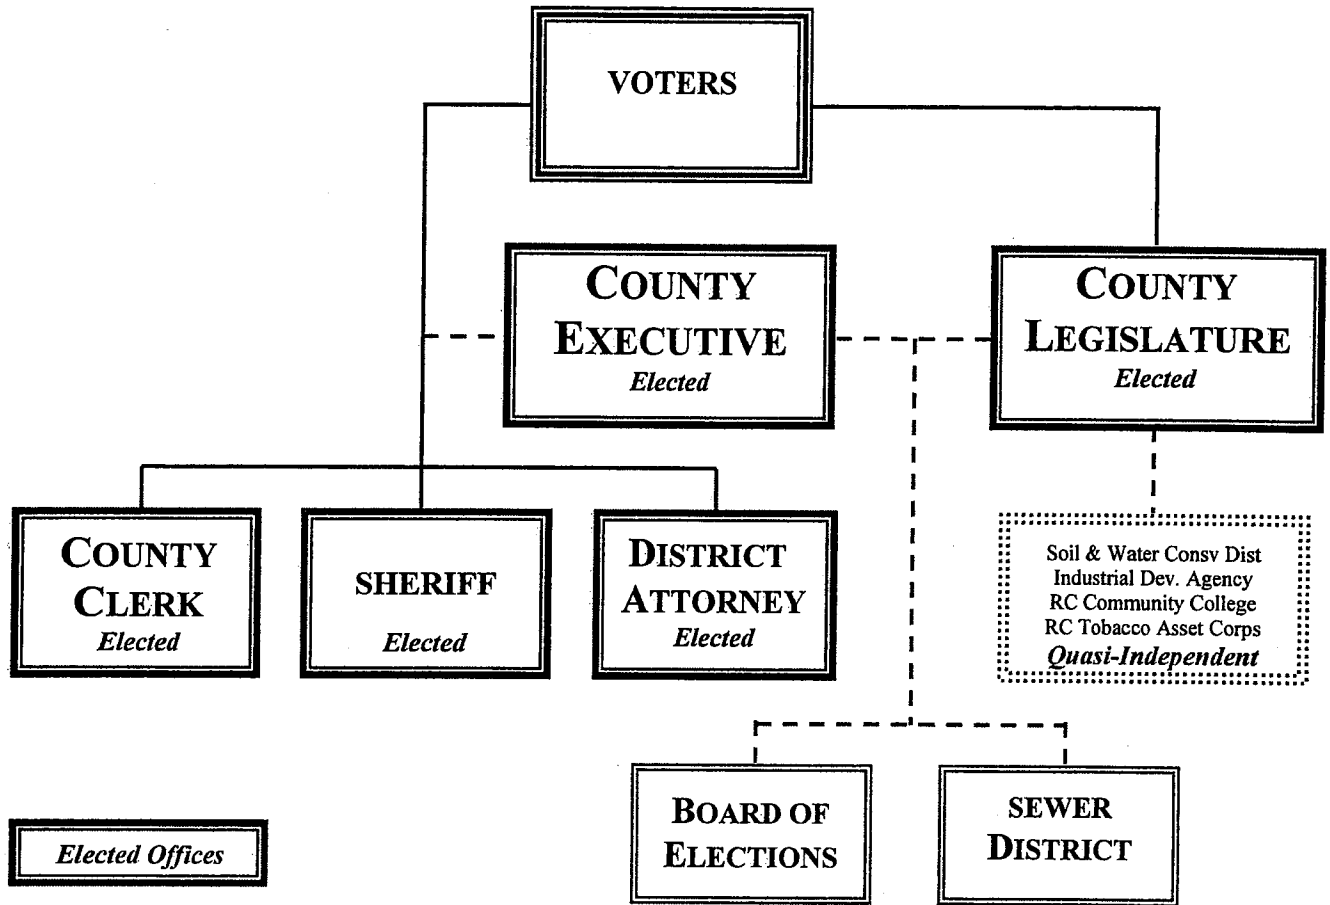 VOTERS
COUNTY
EXECUTIVE
Elected
COUNTY
LEGISLATURE
Elected
COUNTY
CLERK
Elected
SHERIFF
Elected
DISTRICT
ATTORNEY
Elected
Soil & Water Consv Dist
Industrial Dev. Agency
RC Community College
RC Tobacco Asset Corps
Quasi-Independent
BOARD OF
ELECTIONS
SEWER
DISTRICT
Elected Offices